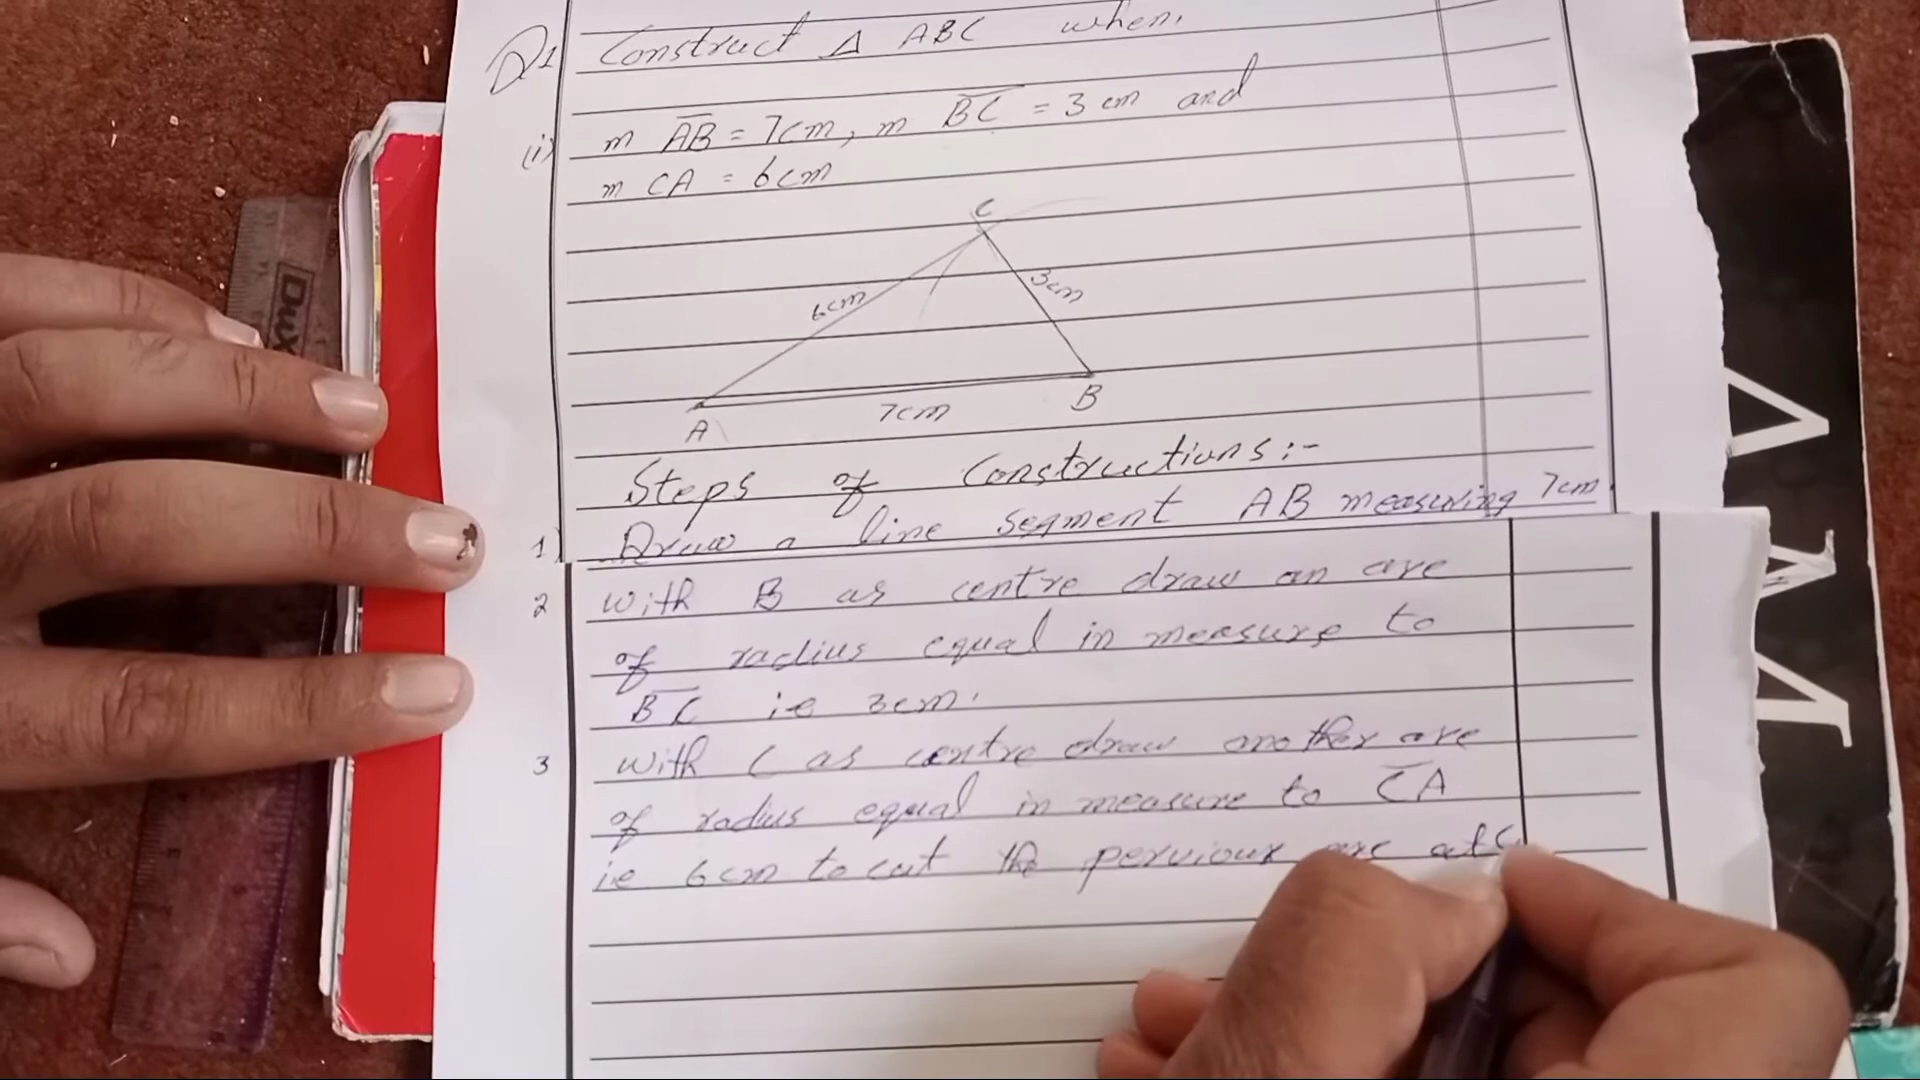 Q1 Construct Δ ABC when,
(i) m AB = 7cm, m BC = 3 cm and
m CA = 6cm
C
6cm
3cm
A
7cm
B
Steps of Constructions:-
1) Draw a line segment AB measuring 7cm
2 with B as centre draw an arc
of radius equal in measure to
BC i.e 3cm.
3 with C as centre draw another arc
of radius equal in measure to CA
i.e 6cm to cut the pervioux arc at C
DUX